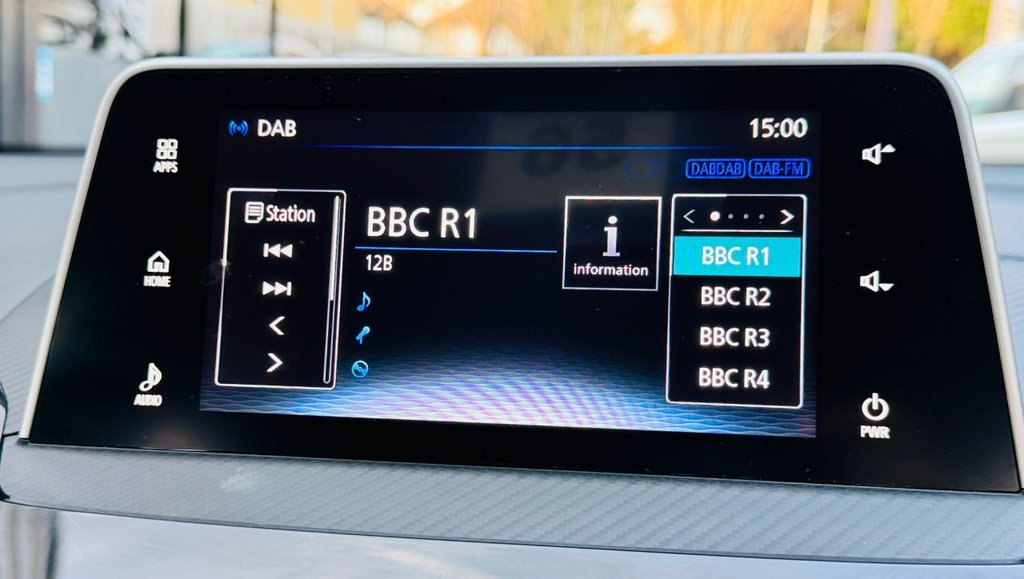 DAB
15:00
DABDAB
DAB-FM
APPS
HOME
AUDIO
Station
BBC R1
12B
i
information
BBC R1
BBC R2
BBC R3
BBC R4
PWR